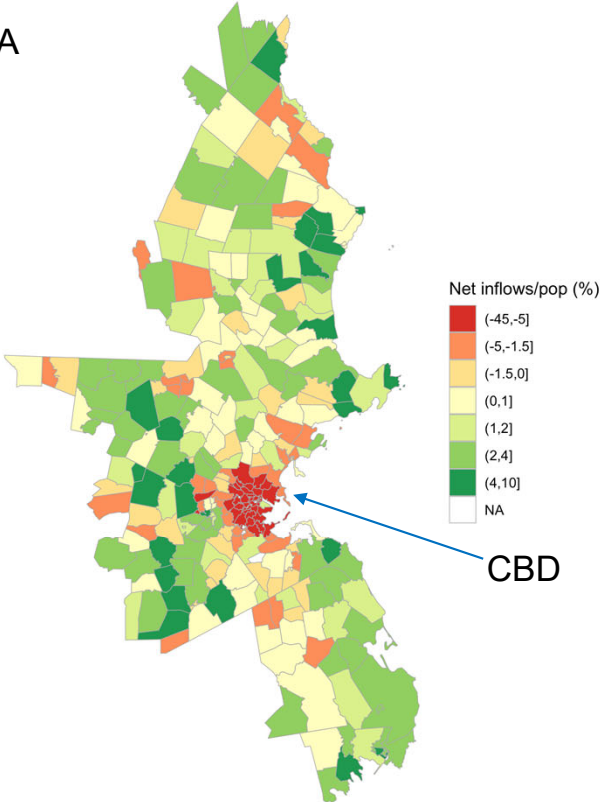 A
Net inflows/pop (%)
(-45,-5]
(-5,-1.5]
(-1.5,0]
(0,1]
(1,2]
(2,4]
(4,10]
NA
CBD